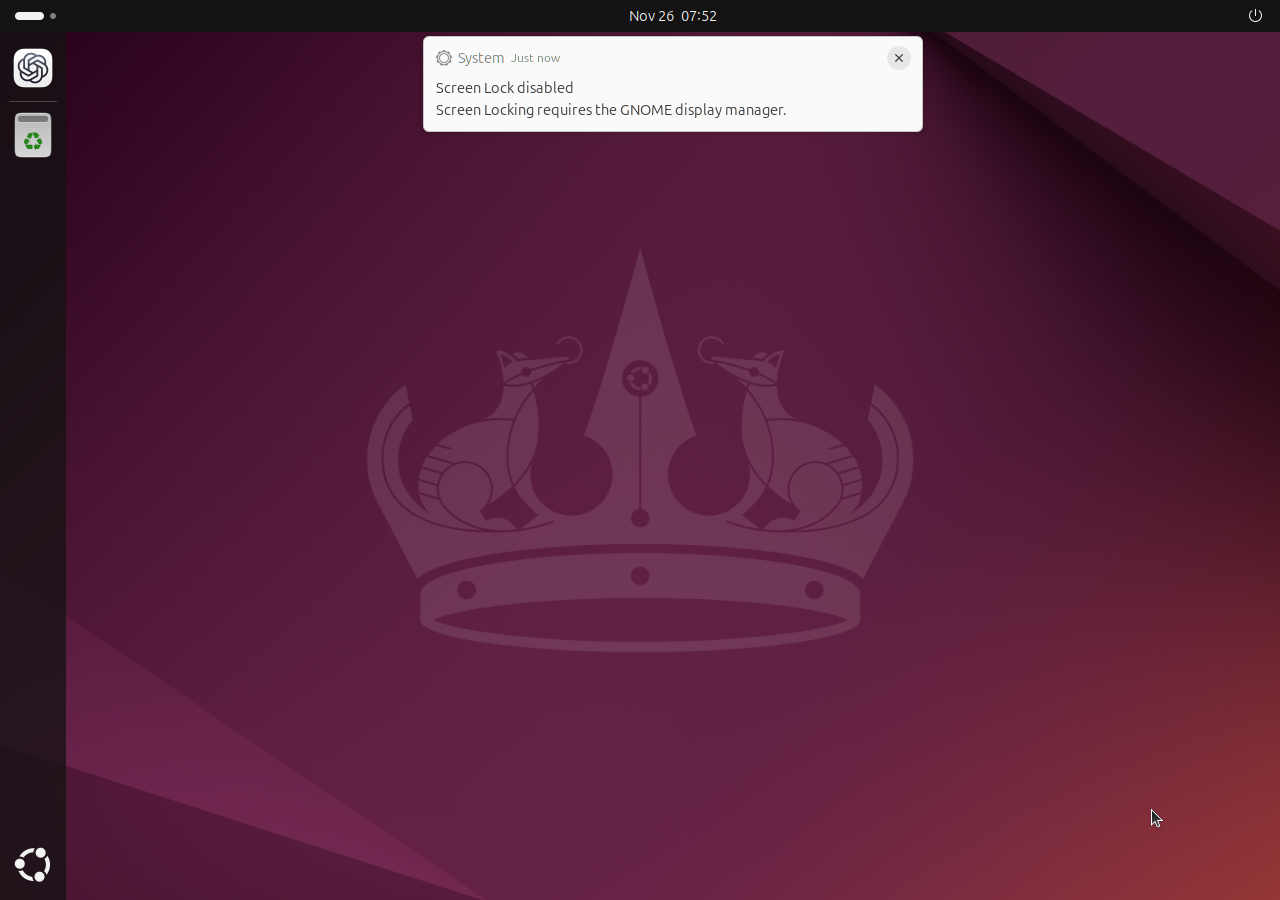 Nov 26 07:52
System Just now
Screen Lock disabled
Screen Locking requires the GNOME display manager.